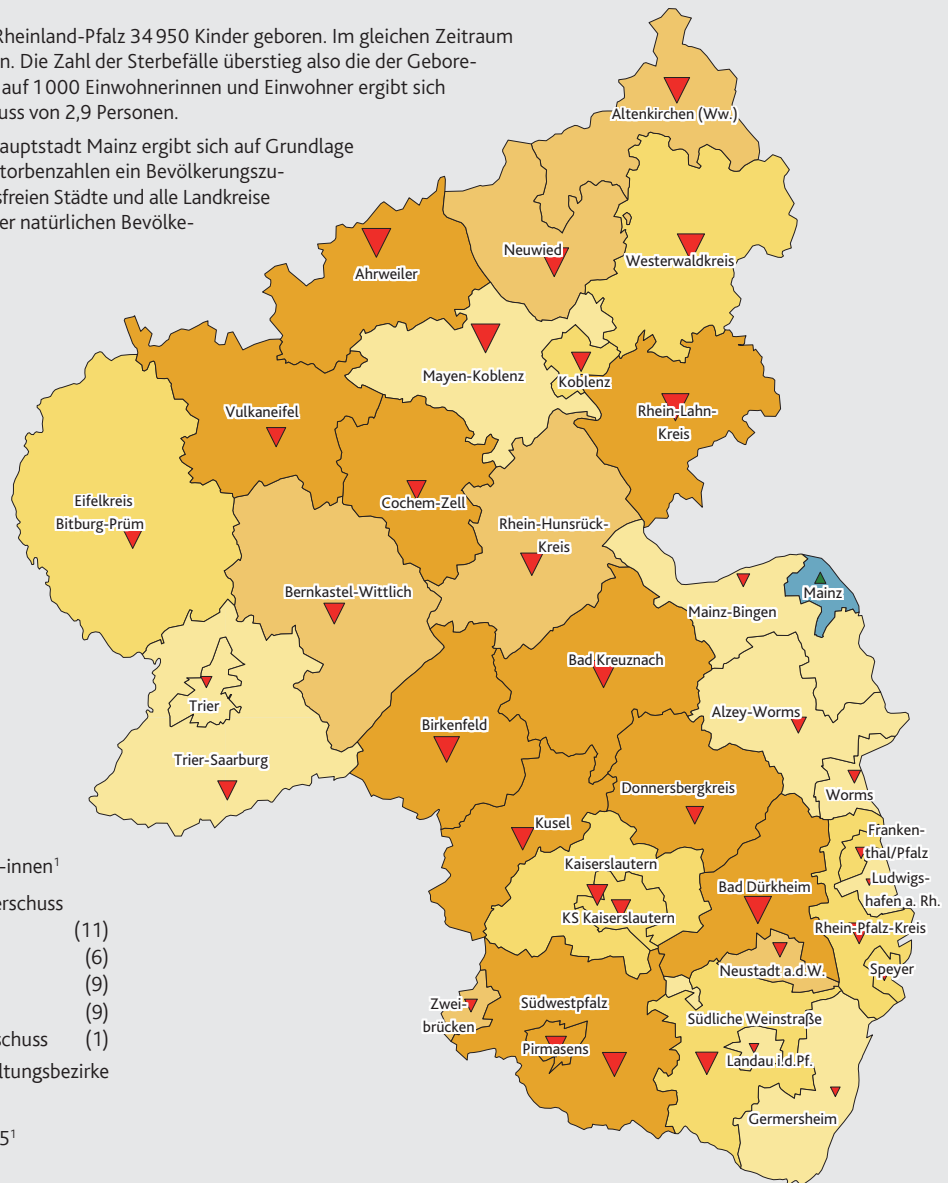 Rheinland-Pfalz 34 950 Kinder geboren. Im gleichen Zeitraum
n. Die Zahl der Sterbefälle überstieg also die der Gebore-
auf 1 000 Einwohnerinnen und Einwohner ergibt sich
uss von 2,9 Personen.
auptstadt Mainz ergibt sich auf Grundlage
torbenzahlen ein Bevölkerungszu-
sfreien Städte und alle Landkreise
er natürlichen Bevölke-
Altenkirchen (Ww.)
Neuwied
Westerwaldkreis
Ahrweiler
Mayen-Koblenz
Koblenz
Vulkaneifel
Rhein-Lahn-
Kreis
Cochem-Zell
Eifelkreis
Bitburg-Prüm
Rhein-Hunsrück-
Kreis
Bernkastel-Wittlich
Mainz
Mainz-Bingen
Bad Kreuznach
Trier
Alzey-Worms
Birkenfeld
Trier-Saarburg
Donnersbergkreis
Worms
Kusel
Franken-
thal/Pfalz
Kaiserslautern
Ludwigs-
hafen a. Rh.
Bad Dürkheim
KS Kaiserslautern
Rhein-Pfalz-Kreis
Neustadt a.d.W.
Speyer
Zwei-
brücken
Südwestpfalz
Südliche Weinstraße
Pirmasens
Landau i.d.Pf.
Germersheim
-innen¹
erschuss
(11)
(6)
(9)
(9)
schuss (1)
ltungsbezirke
5¹